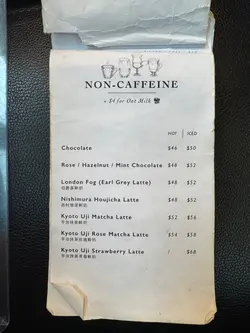 NON-CAFFEINE
+ $4 for Oat Milk
HOT | ICED
Chocolate $46 $50
Rose / Hazelnut / Mint Chocolate $48 $52
London Fog (Earl Grey Latte) $48 $52
Nishimura Houjicha Latte $48 $52
Kyoto Uji Matcha Latte $52 $56
Kyoto Uji Rose Matcha Latte $54 $58
Kyoto Uji Strawberry Latte $68